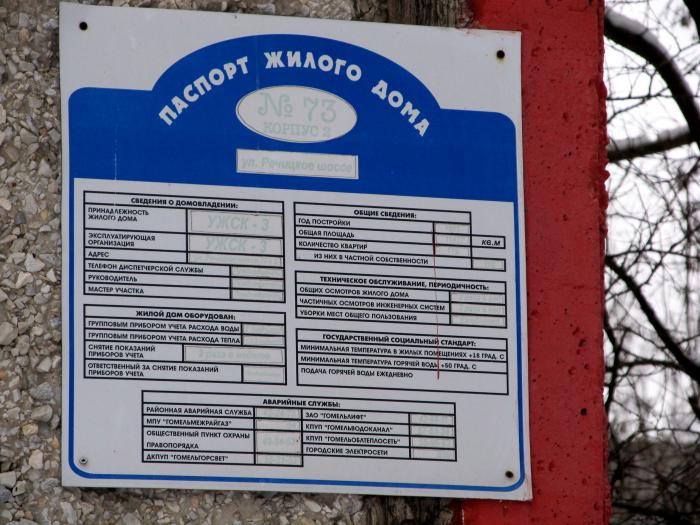 ПАСПОРТ ЖИЛОГО ДОМА
№ 73
КОРПУС 2
ул. Речицкое шоссе
СВЕДЕНИЯ О ДОМОВЛАДЕНИИ:
ПРИНАДЛЕЖНОСТЬ
ЖИЛОГО ДОМА
УЖСК - 3
ЭКСПЛУАТИРУЮЩАЯ
ОРГАНИЗАЦИЯ
УЖСК - 3
АДРЕС
ТЕЛЕФОН ДИСПЕТЧЕРСКОЙ СЛУЖБЫ
РУКОВОДИТЕЛЬ
МАСТЕР УЧАСТКА
ЖИЛОЙ ДОМ ОБОРУДОВАН:
ГРУППОВЫМ ПРИБОРОМ УЧЕТА РАСХОДА ВОДЫ
ГРУППОВЫМ ПРИБОРОМ УЧЕТА РАСХОДА ТЕПЛА
СНЯТИЕ ПОКАЗАНИЙ
ПРИБОРОВ УЧЕТА
2 раза в неделю
ОТВЕТСТВЕННЫЙ ЗА СНЯТИЕ ПОКАЗАНИЙ
ПРИБОРОВ УЧЕТА
ОБЩИЕ СВЕДЕНИЯ:
ГОД ПОСТРОЙКИ
ОБЩАЯ ПЛОЩАДЬ
КВ.М
КОЛИЧЕСТВО КВАРТИР
ИЗ НИХ В ЧАСТНОЙ СОБСТВЕННОСТИ
ТЕХНИЧЕСКОЕ ОБСЛУЖИВАНИЕ, ПЕРИОДИЧНОСТЬ:
ОБЩИХ ОСМОТРОВ ЖИЛОГО ДОМА
ЧАСТИЧНЫХ ОСМОТРОВ ИНЖЕНЕРНЫХ СИСТЕМ
УБОРКИ МЕСТ ОБЩЕГО ПОЛЬЗОВАНИЯ
ГОСУДАРСТВЕННЫЙ СОЦИАЛЬНЫЙ СТАНДАРТ:
МИНИМАЛЬНАЯ ТЕМПЕРАТУРА В ЖИЛЫХ ПОМЕЩЕНИЯХ +18 ГРАД. С
МИНИМАЛЬНАЯ ТЕМПЕРАТУРА ГОРЯЧЕЙ ВОДЫ +50 ГРАД. С
ПОДАЧА ГОРЯЧЕЙ ВОДЫ ЕЖЕДНЕВНО
АВАРИЙНЫЕ СЛУЖБЫ:
РАЙОННАЯ АВАРИЙНАЯ СЛУЖБА
МПУ "ГОМЕЛЬМЕЖРАЙГАЗ"
ОБЩЕСТВЕННЫЙ ПУНКТ ОХРАНЫ
ПРАВОПОРЯДКА
ДКПУП "ГОМЕЛЬГОРСВЕТ"
ЗАО "ГОМЕЛЬЛИФТ"
КПУП "ГОМЕЛЬВОДОКАНАЛ"
КПУП "ГОМЕЛЬОБЛТЕПЛОСЕТЬ"
ГОРОДСКИЕ ЭЛЕКТРОСЕТИ